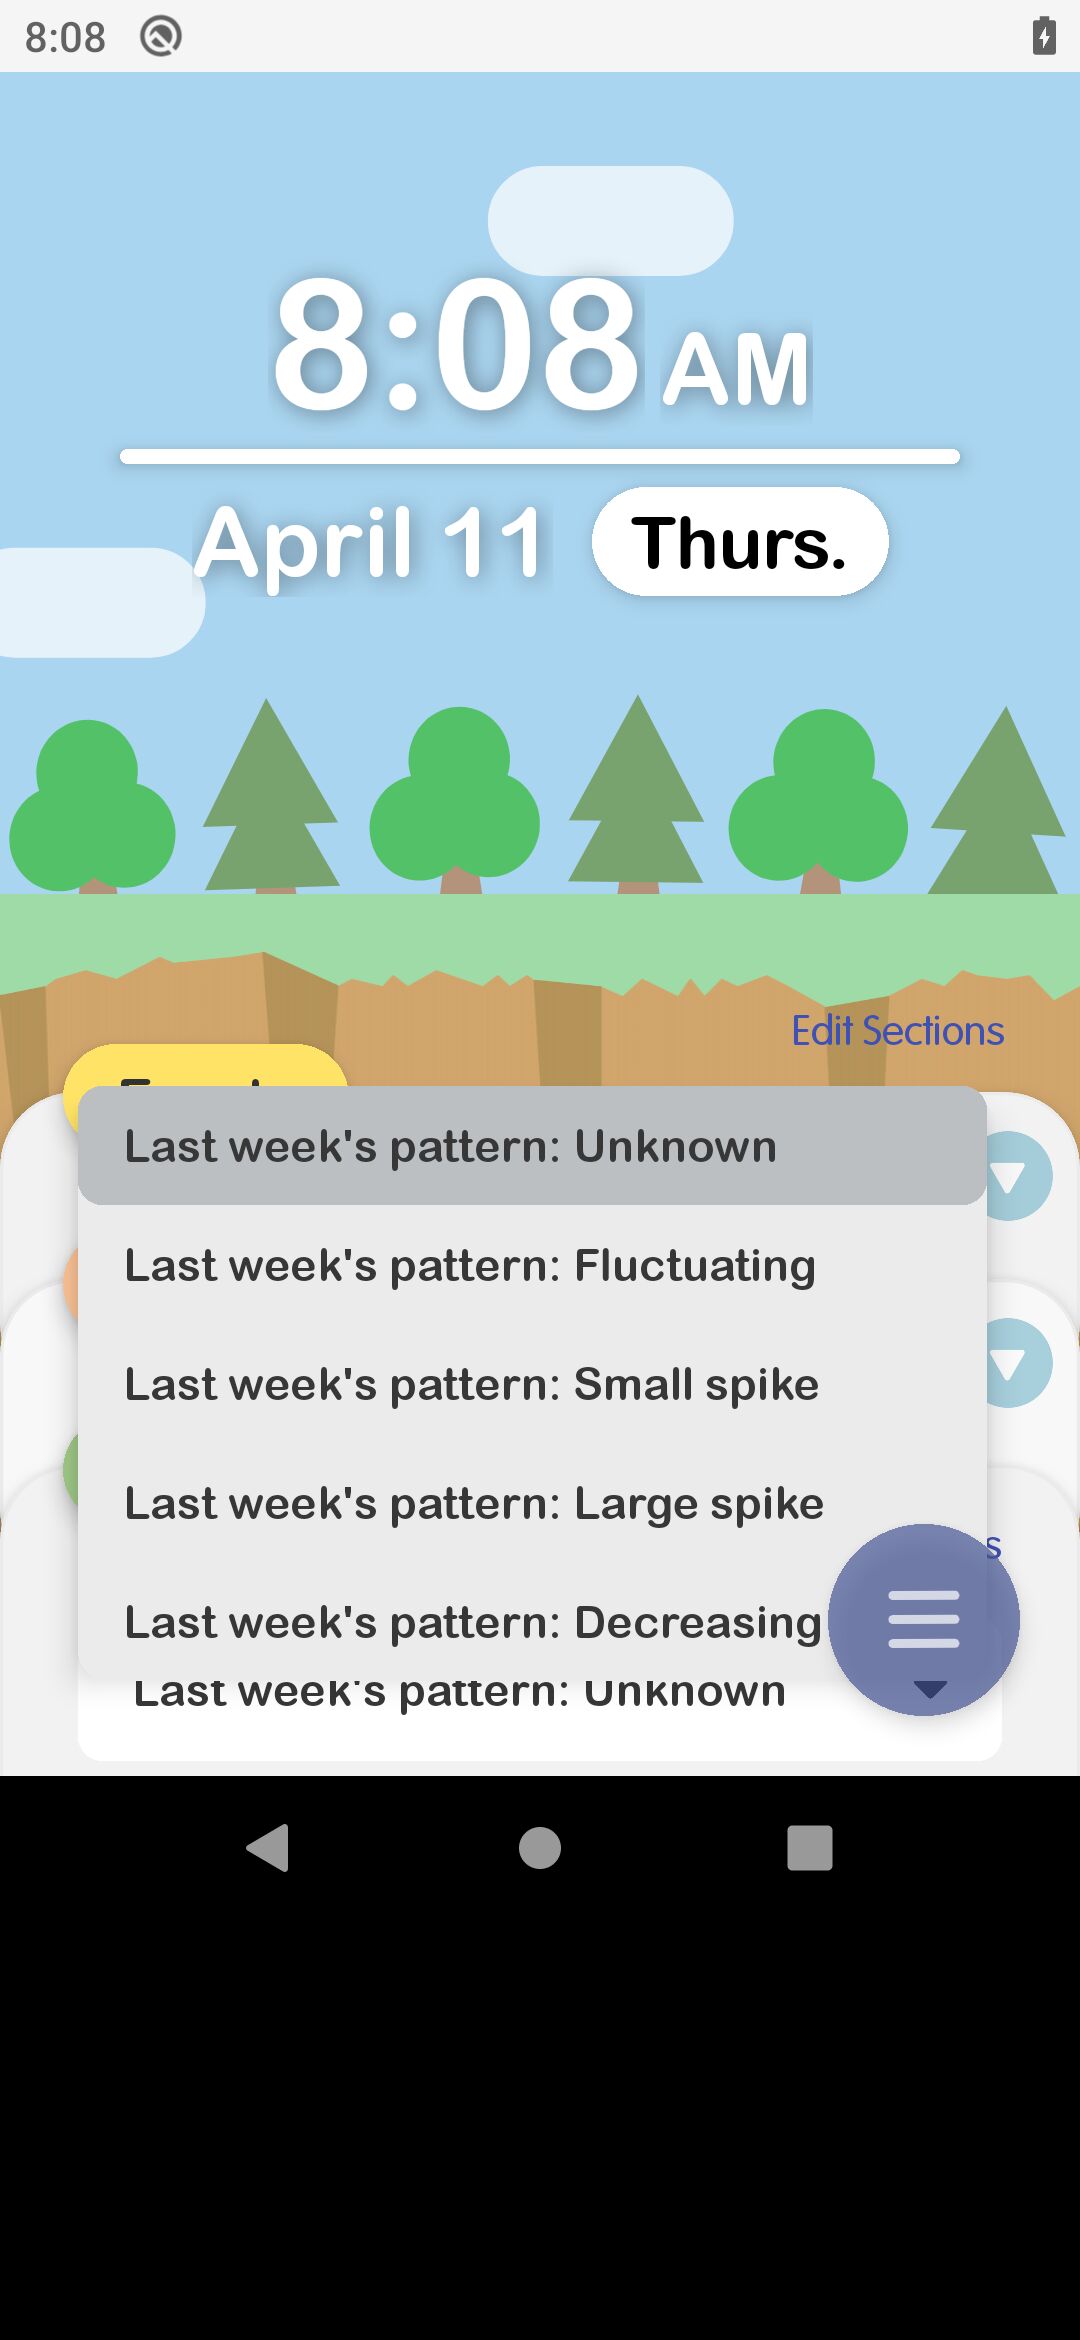 8:08
8:08 AM
April 11 Thurs.
Edit Sections
Last week's pattern: Unknown
Last week's pattern: Fluctuating
Last week's pattern: Small spike
Last week's pattern: Large spike
Last week's pattern: Decreasing
Last week's pattern: Unknown